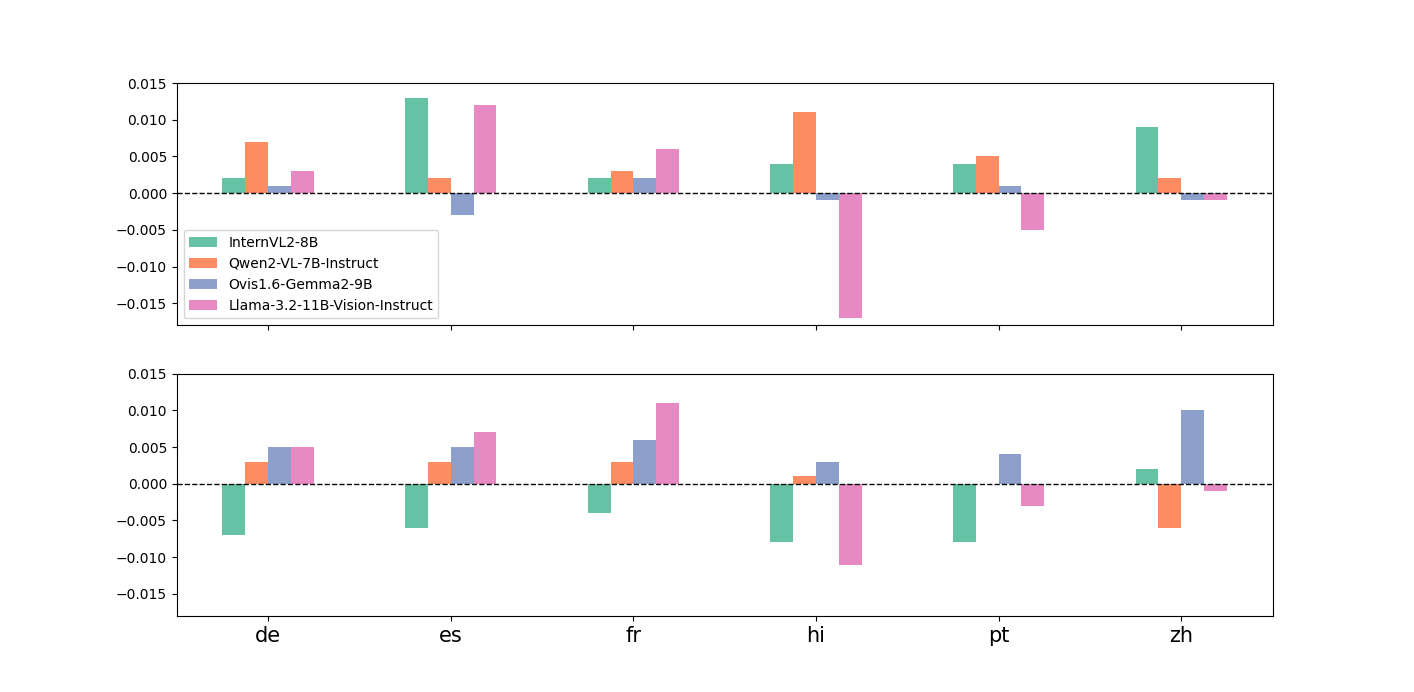 0.015
0.010
0.005
0.000
−0.005
−0.010
−0.015
InternVL2-8B
Qwen2-VL-7B-Instruct
Ovis1.6-Gemma2-9B
Llama-3.2-11B-Vision-Instruct
0.015
0.010
0.005
0.000
−0.005
−0.010
−0.015
de es fr hi pt zh